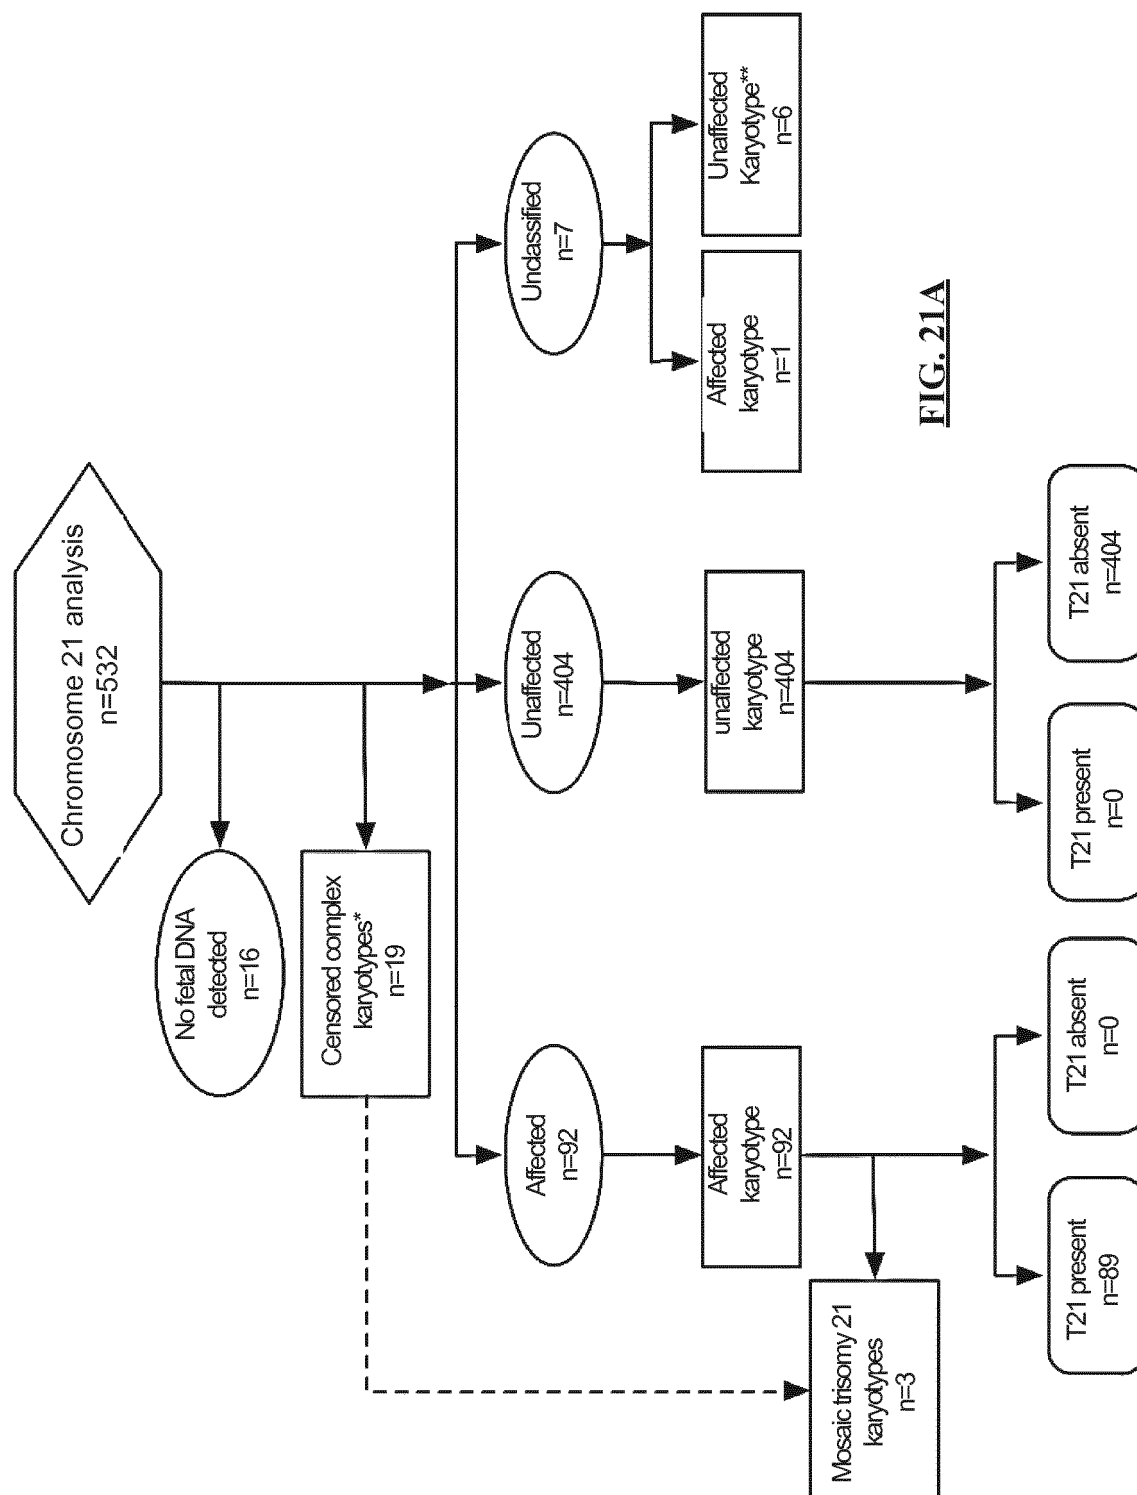 Chromosome 21 analysis
n=532
No fetal DNA
detected
n=16
Censored complex
karyotypes*
n=19
Affected
n=92
Unaffected
n=404
Unclassified
n=7
Affected
karyotype
n=92
unaffected
karyotype
n=404
Affected
karyotype
n=1
Unaffected
Karyotype**
n=6
Mosaic trisomy 21
karyotypes
n=3
T21 present
n=89
T21 absent
n=0
T21 present
n=0
T21 absent
n=404
FIG. 21A